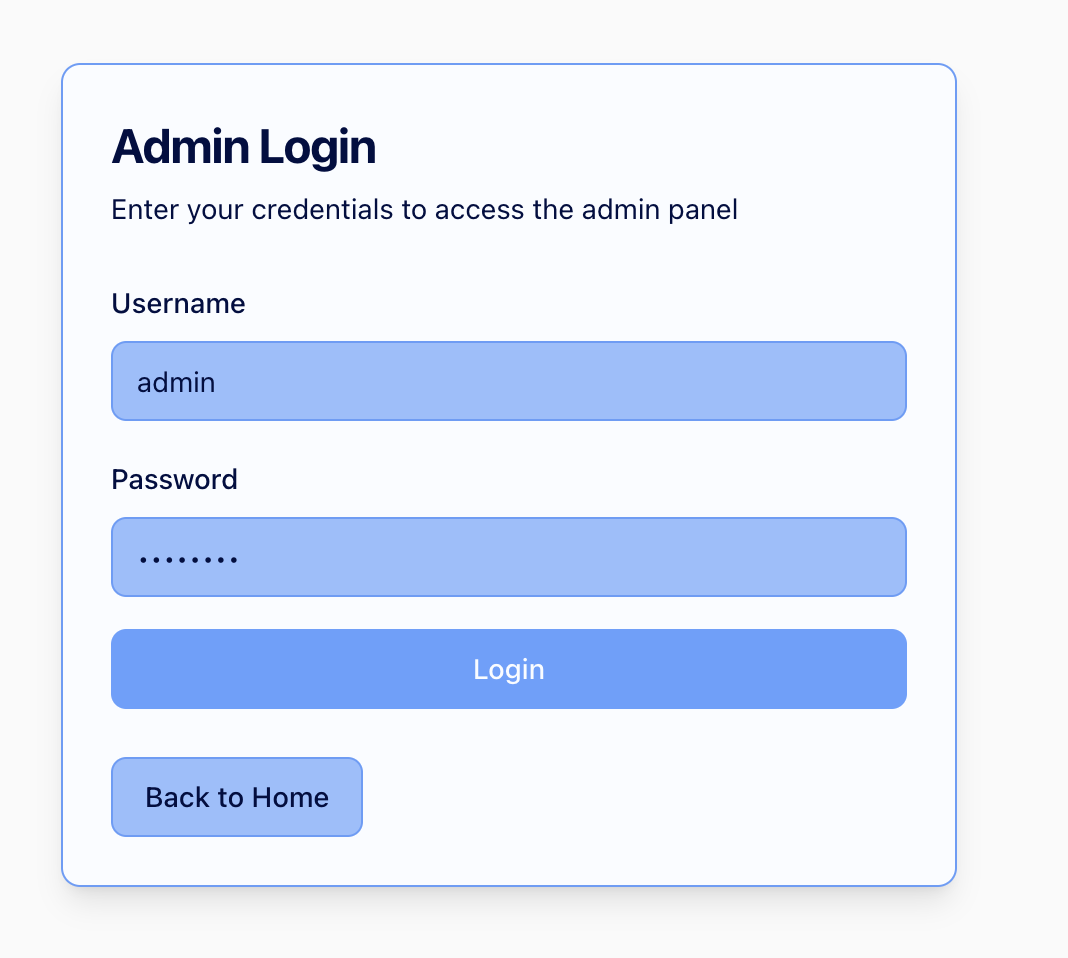 Admin Login
Enter your credentials to access the admin panel
Username
admin
Password
••••••••
Login
Back to Home